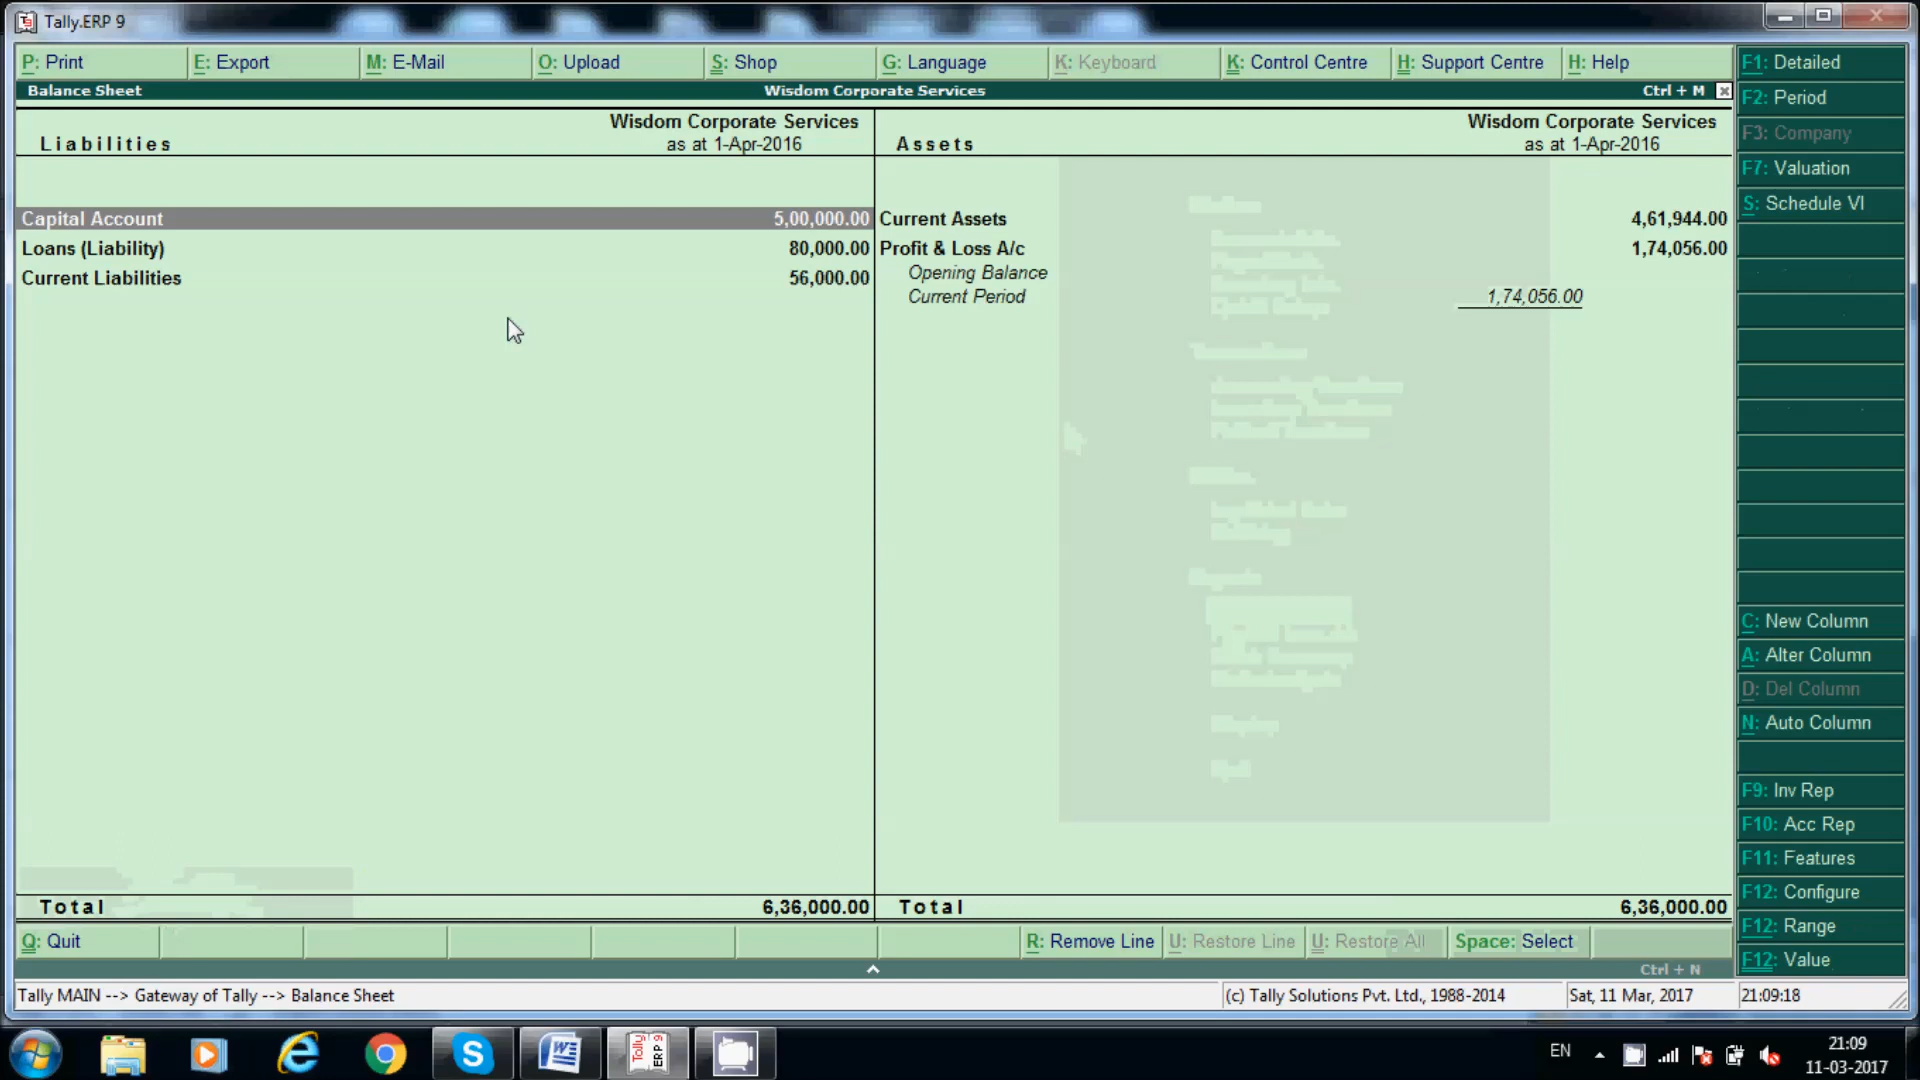 Tally.ERP 9
P: Print E: Export M: E-Mail O: Upload S: Shop G: Language K: Keyboard K: Control Centre H: Support Centre H: Help
Balance Sheet Wisdom Corporate Services Ctrl + M
Liabilities
Wisdom Corporate Services
as at 1-Apr-2016
Capital Account 5,00,000.00
Loans (Liability) 80,000.00
Current Liabilities 56,000.00
Total 6,36,000.00
Assets
Wisdom Corporate Services
as at 1-Apr-2016
Current Assets 4,61,944.00
Profit & Loss A/c 1,74,056.00
Opening Balance
Current Period 1,74,056.00
Total 6,36,000.00
F1: Detailed
F2: Period
F3: Company
F7: Valuation
S: Schedule VI
C: New Column
A: Alter Column
D: Del Column
N: Auto Column
F9: Inv Rep
F10: Acc Rep
F11: Features
F12: Configure
F12: Range
F12: Value
Q: Quit R: Remove Line U: Restore Line U: Restore All Space: Select
Ctrl + N
Tally MAIN --> Gateway of Tally --> Balance Sheet (c) Tally Solutions Pvt. Ltd., 1988-2014 Sat, 11 Mar, 2017 21:09:18
Tally
ERP 9
EN
21:09
11-03-2017